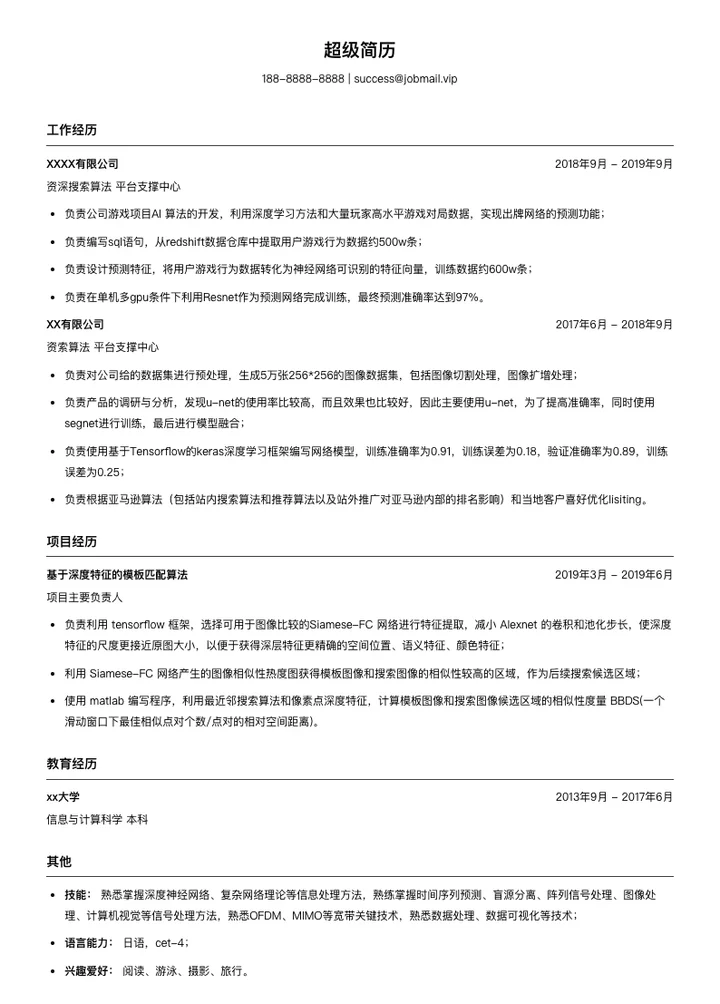 超级简历
188-8888-8888 | success@jobmail.vip
工作经历
XXXX有限公司 2018年9月 - 2019年9月
资深搜索算法 平台支撑中心
• 负责公司游戏项目AI 算法的开发，利用深度学习方法和大量玩家高水平游戏对局数据，实现出牌网络的预测功能；
• 负责编写sql语句，从redshift数据仓库中提取用户游戏行为数据约500w条；
• 负责设计预测特征，将用户游戏行为数据转化为神经网络可识别的特征向量，训练数据约600w条；
• 负责在单机多gpu条件下利用Resnet作为预测网络完成训练，最终预测准确率达到97%。
XX有限公司 2017年6月 - 2018年9月
资索算法 平台支撑中心
• 负责对公司给的数据集进行预处理，生成5万张256*256的图像数据集，包括图像切割处理，图像扩增处理；
• 负责产品的调研与分析，发现u-net的使用率比较高，而且效果也比较好，因此主要使用u-net，为了提高准确率，同时使用
segnet进行训练，最后进行模型融合；
• 负责使用基于Tensorflow的keras深度学习框架编写网络模型，训练准确率为0.91，训练误差为0.18，验证准确率为0.89，训练
误差为0.25；
• 负责根据亚马逊算法（包括站内搜索算法和推荐算法以及站外推广对亚马逊内部的排名影响）和当地客户喜好优化lisiting。
项目经历
基于深度特征的模板匹配算法 2019年3月 - 2019年6月
项目主要负责人
• 负责利用 tensorflow 框架，选择可用于图像比较的Siamese-FC 网络进行特征提取，减小 Alexnet 的卷积和池化步长，使深度
特征的尺度更接近原图大小，以便于获得深层特征更精确的空间位置、语义特征、颜色特征；
• 利用 Siamese-FC 网络产生的图像相似性热度图获得模板图像和搜索图像的相似性较高的区域，作为后续搜索候选区域；
• 使用 matlab 编写程序，利用最近邻搜索算法和像素点深度特征，计算模板图像和搜索图像候选区域的相似性度量 BBDS(一个
滑动窗口下最佳相似点对个数/点对的相对空间距离)。
教育经历
xx大学 2013年9月 - 2017年6月
信息与计算科学 本科
其他
• 技能： 熟悉掌握深度神经网络、复杂网络理论等信息处理方法，熟练掌握时间序列预测、盲源分离、阵列信号处理、图像处
理、计算机视觉等信号处理方法，熟悉OFDM、MIMO等宽带关键技术，熟悉数据处理、数据可视化等技术；
• 语言能力： 日语，cet-4；
• 兴趣爱好： 阅读、游泳、摄影、旅行。